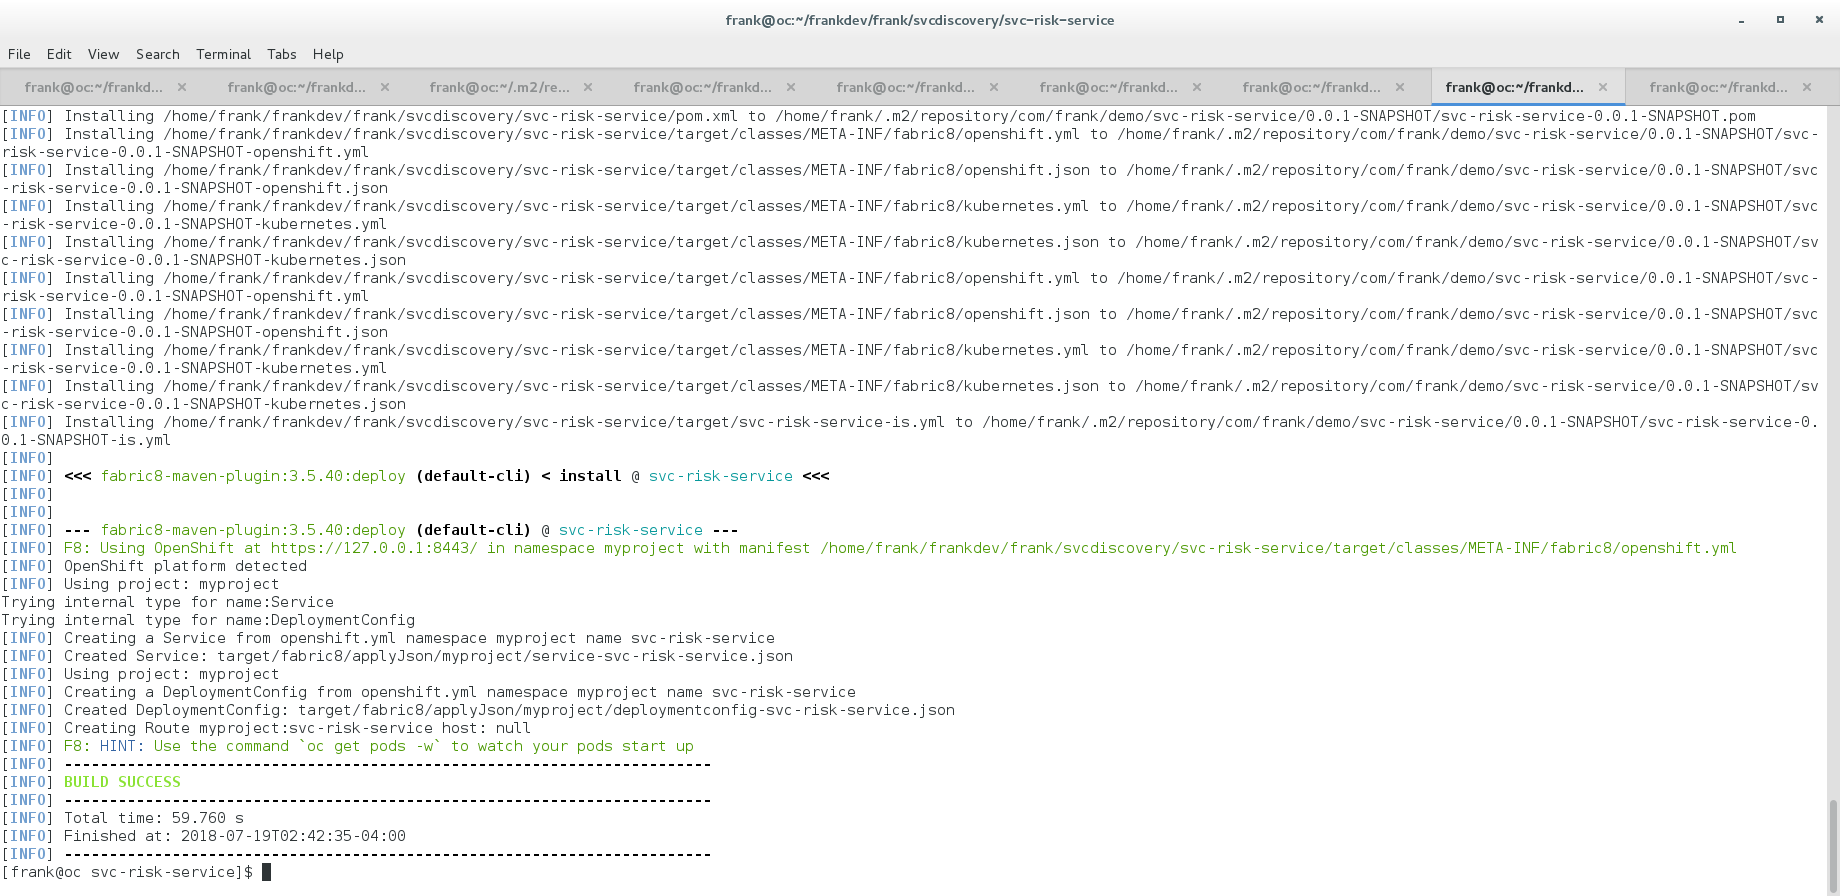 frank@oc:~/frankdev/frank/svcdiscovery/svc-risk-service
File Edit View Search Terminal Tabs Help
frank@oc:~/frankd... × frank@oc:~/frankd... × frank@oc:~/.m2/re... × frank@oc:~/frankd... × frank@oc:~/frankd... × frank@oc:~/frankd... × frank@oc:~/frankd... × frank@oc:~/frankd... × frank@oc:~/frankd... ×
[INFO] Installing /home/frank/frankdev/frank/svcdiscovery/svc-risk-service/pom.xml to /home/frank/.m2/repository/com/frank/demo/svc-risk-service/0.0.1-SNAPSHOT/svc-risk-service-0.0.1-SNAPSHOT.pom
[INFO] Installing /home/frank/frankdev/frank/svcdiscovery/svc-risk-service/target/classes/META-INF/fabric8/openshift.yml to /home/frank/.m2/repository/com/frank/demo/svc-risk-service/0.0.1-SNAPSHOT/svc-
risk-service-0.0.1-SNAPSHOT-openshift.yml
[INFO] Installing /home/frank/frankdev/frank/svcdiscovery/svc-risk-service/target/classes/META-INF/fabric8/openshift.json to /home/frank/.m2/repository/com/frank/demo/svc-risk-service/0.0.1-SNAPSHOT/svc
-risk-service-0.0.1-SNAPSHOT-openshift.json
[INFO] Installing /home/frank/frankdev/frank/svcdiscovery/svc-risk-service/target/classes/META-INF/fabric8/kubernetes.yml to /home/frank/.m2/repository/com/frank/demo/svc-risk-service/0.0.1-SNAPSHOT/svc
-risk-service-0.0.1-SNAPSHOT-kubernetes.yml
[INFO] Installing /home/frank/frankdev/frank/svcdiscovery/svc-risk-service/target/classes/META-INF/fabric8/kubernetes.json to /home/frank/.m2/repository/com/frank/demo/svc-risk-service/0.0.1-SNAPSHOT/sv
c-risk-service-0.0.1-SNAPSHOT-kubernetes.json
[INFO] Installing /home/frank/frankdev/frank/svcdiscovery/svc-risk-service/target/classes/META-INF/fabric8/openshift.yml to /home/frank/.m2/repository/com/frank/demo/svc-risk-service/0.0.1-SNAPSHOT/svc-
risk-service-0.0.1-SNAPSHOT-openshift.yml
[INFO] Installing /home/frank/frankdev/frank/svcdiscovery/svc-risk-service/target/classes/META-INF/fabric8/openshift.json to /home/frank/.m2/repository/com/frank/demo/svc-risk-service/0.0.1-SNAPSHOT/svc
-risk-service-0.0.1-SNAPSHOT-openshift.json
[INFO] Installing /home/frank/frankdev/frank/svcdiscovery/svc-risk-service/target/classes/META-INF/fabric8/kubernetes.yml to /home/frank/.m2/repository/com/frank/demo/svc-risk-service/0.0.1-SNAPSHOT/svc
-risk-service-0.0.1-SNAPSHOT-kubernetes.yml
[INFO] Installing /home/frank/frankdev/frank/svcdiscovery/svc-risk-service/target/classes/META-INF/fabric8/kubernetes.json to /home/frank/.m2/repository/com/frank/demo/svc-risk-service/0.0.1-SNAPSHOT/sv
c-risk-service-0.0.1-SNAPSHOT-kubernetes.json
[INFO] Installing /home/frank/frankdev/frank/svcdiscovery/svc-risk-service/target/svc-risk-service-is.yml to /home/frank/.m2/repository/com/frank/demo/svc-risk-service/0.0.1-SNAPSHOT/svc-risk-service-0.
0.1-SNAPSHOT-is.yml
[INFO]
[INFO] <<< fabric8-maven-plugin:3.5.40:deploy (default-cli) < install @ svc-risk-service <<<
[INFO]
[INFO]
[INFO] --- fabric8-maven-plugin:3.5.40:deploy (default-cli) @ svc-risk-service ---
[INFO] F8: Using OpenShift at https://127.0.0.1:8443/ in namespace myproject with manifest /home/frank/frankdev/frank/svcdiscovery/svc-risk-service/target/classes/META-INF/fabric8/openshift.yml
[INFO] OpenShift platform detected
[INFO] Using project: myproject
Trying internal type for name:Service
Trying internal type for name:DeploymentConfig
[INFO] Creating a Service from openshift.yml namespace myproject name svc-risk-service
[INFO] Created Service: target/fabric8/applyJson/myproject/service-svc-risk-service.json
[INFO] Using project: myproject
[INFO] Creating a DeploymentConfig from openshift.yml namespace myproject name svc-risk-service
[INFO] Created DeploymentConfig: target/fabric8/applyJson/myproject/deploymentconfig-svc-risk-service.json
[INFO] Creating Route myproject:svc-risk-service host: null
[INFO] F8: HINT: Use the command `oc get pods -w` to watch your pods start up
[INFO] ------------------------------------------------------------------------
[INFO] BUILD SUCCESS
[INFO] ------------------------------------------------------------------------
[INFO] Total time: 59.760 s
[INFO] Finished at: 2018-07-19T02:42:35-04:00
[INFO] ------------------------------------------------------------------------
[frank@oc svc-risk-service]$